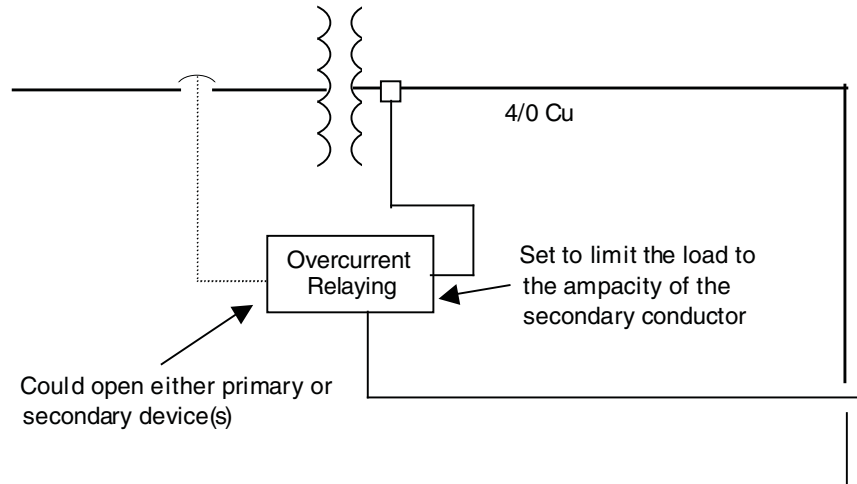 4/0 Cu
Overcurrent
Relaying
Set to limit the load to
the ampacity of the
secondary conductor
Could open either primary or
secondary device(s)